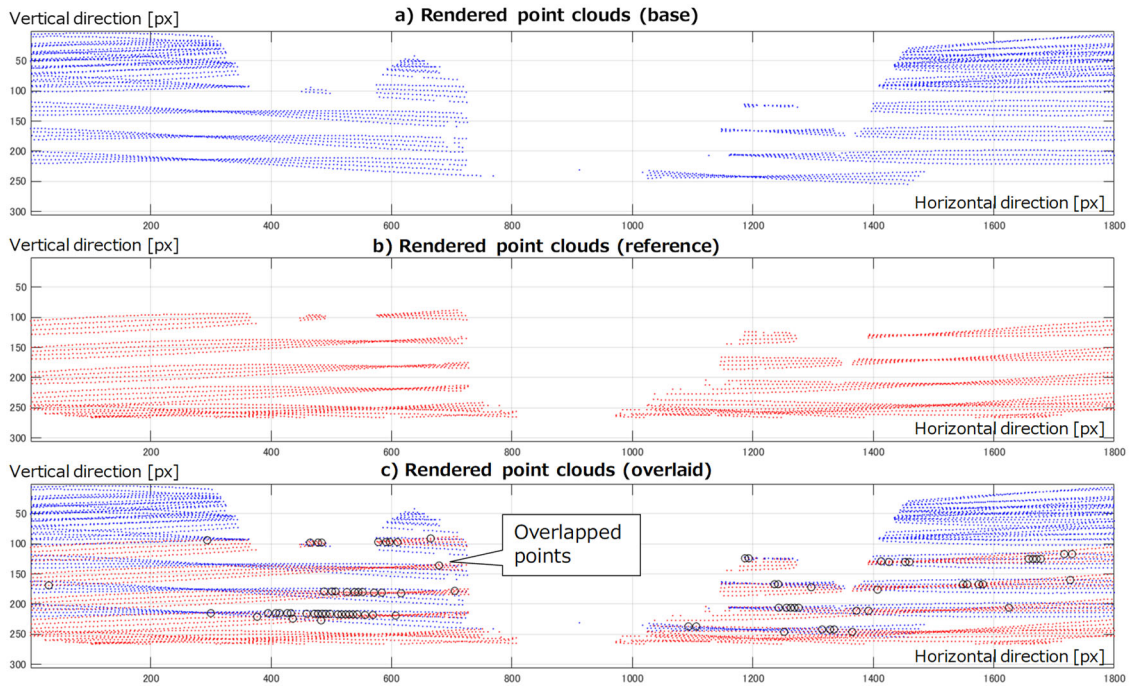 Vertical direction [px]
a) Rendered point clouds (base)
50
100
150
200
250
300
Horizontal direction [px]
200 400 600 800 1000 1200 1400 1600 1800
Vertical direction [px]
b) Rendered point clouds (reference)
50
100
150
200
250
300
Horizontal direction [px]
200 400 600 800 1000 1200 1400 1600 1800
Vertical direction [px]
c) Rendered point clouds (overlaid)
50
100
150
200
250
300
Overlapped
points
Horizontal direction [px]
200 400 600 800 1000 1200 1400 1600 1800